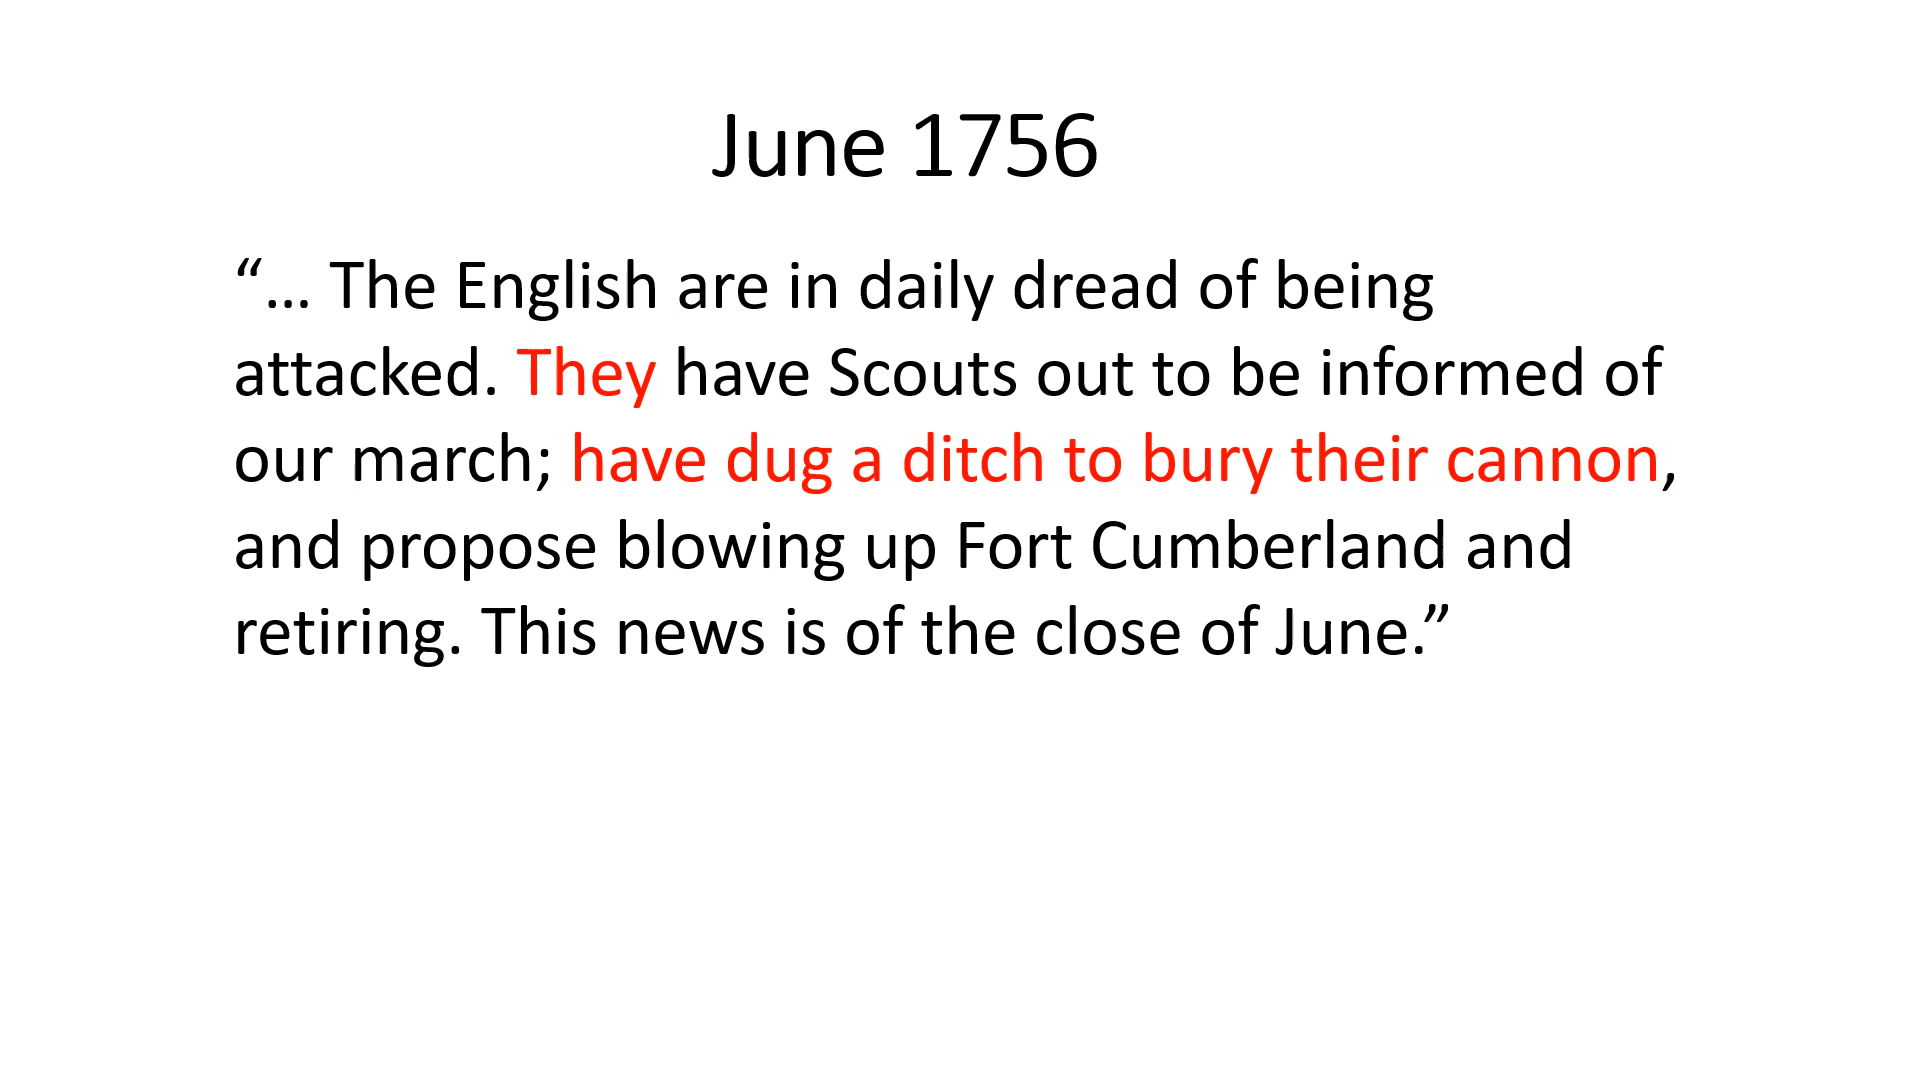 June 1756
“… The English are in daily dread of being
attacked. They have Scouts out to be informed of
our march; have dug a ditch to bury their cannon,
and propose blowing up Fort Cumberland and
retiring. This news is of the close of June.”